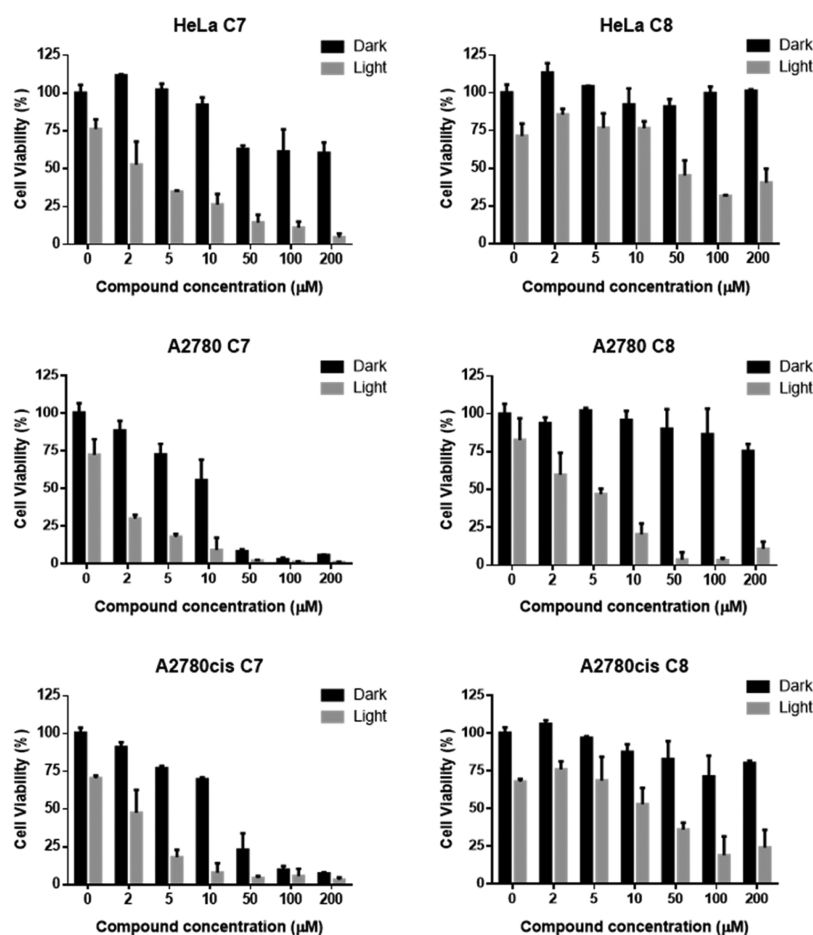 HeLa C7
125
100
75
50
25
0
Cell Viability (%)
Dark
Light
0 2 5 10 50 100 200
Compound concentration (μM)
HeLa C8
125
100
75
50
25
0
Cell Viability (%)
Dark
Light
0 2 5 10 50 100 200
Compound concentration (μM)
A2780 C7
125
100
75
50
25
0
Cell Viability (%)
Dark
Light
0 2 5 10 50 100 200
Compound concentration (μM)
A2780 C8
125
100
75
50
25
0
Cell Viability (%)
Dark
Light
0 2 5 10 50 100 200
Compound concentration (μM)
A2780cis C7
125
100
75
50
25
0
Cell Viability (%)
Dark
Light
0 2 5 10 50 100 200
Compound concentration (μM)
A2780cis C8
125
100
75
50
25
0
Cell Viability (%)
Dark
Light
0 2 5 10 50 100 200
Compound concentration (μM)